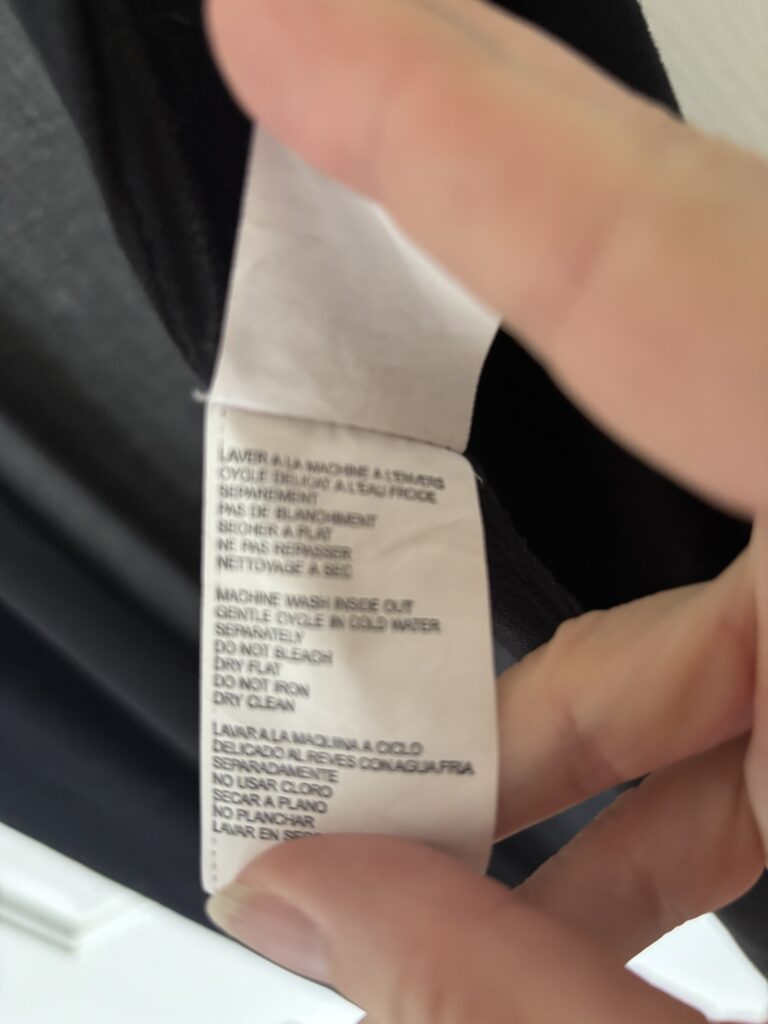 LAVER A LA MACHINE A L'ENVERS
CYCLE DELICAT A L'EAU FROIDE
SEPAREMENT
PAS DE BLANCHIMENT
SECHER A PLAT
NE PAS REPASSER
NETTOYAGE A SEC
MACHINE WASH INSIDE OUT
GENTLE CYCLE IN COLD WATER
SEPARATELY
DO NOT BLEACH
DRY FLAT
DO NOT IRON
DRY CLEAN
LAVAR A LA MAQUINA A CICLO
DELICADO AL REVES CON AGUA FRIA
SEPARADAMENTE
NO USAR CLORO
SECAR A PLANO
NO PLANCHAR
LAVAR EN